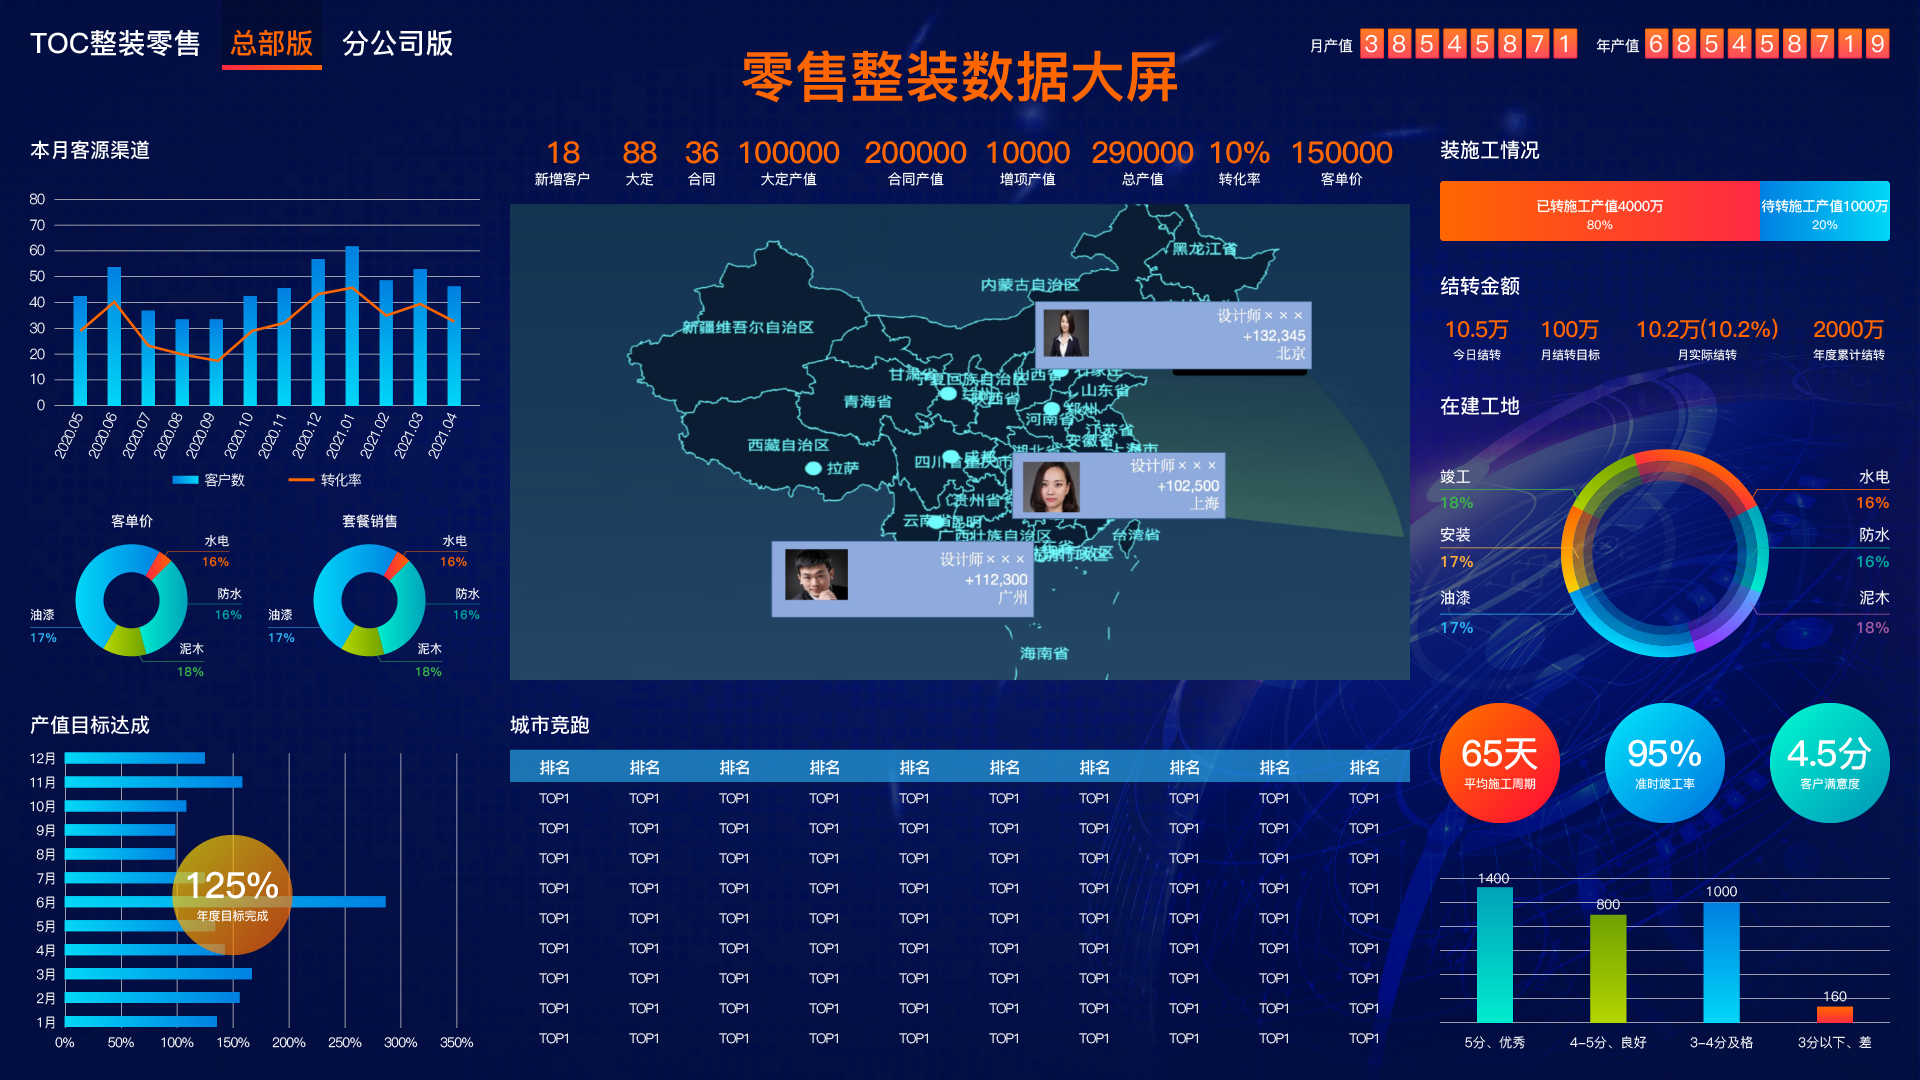 TOC整装零售 总部版 分公司版
零售整装数据大屏
月产值 38545871 年产值 685458719
本月客源渠道
80
70
60
50
40
30
20
10
0
2020.05 2020.06 2020.07 2020.08 2020.09 2020.10 2020.11 2020.12 2021.01 2021.02 2021.03 2021.04
客户数 转化率
客单价
水电
16%
防水
16%
油漆
17%
泥木
18%
套餐销售
水电
16%
防水
16%
油漆
17%
泥木
18%
产值目标达成
12月
11月
10月
9月
8月
7月
6月
5月
4月
3月
2月
1月
0% 50% 100% 150% 200% 250% 300% 350%
125%
年度目标完成
18 88 36 100000 200000 10000 290000 10% 150000
新增客户 大定 合同 大定产值 合同产值 增项产值 总产值 转化率 客单价
黑龙江省
内蒙古自治区
新疆维吾尔自治区
设计师×××
+132,345
北京
甘肃省
宁夏回族自治区
山西省
陕西省
山东省
青海省
郑州
河南省
江苏省
安徽省
上海市
西藏自治区
拉萨
四川省
成都
重庆市
湖北省
设计师×××
+102,500
上海
贵州省
云南省
昆明
广西壮族自治区
台湾省
设计师×××
+112,300
广州
海南省
城市竞跑
排名 排名 排名 排名 排名 排名 排名 排名 排名 排名
TOP1 TOP1 TOP1 TOP1 TOP1 TOP1 TOP1 TOP1 TOP1 TOP1
TOP1 TOP1 TOP1 TOP1 TOP1 TOP1 TOP1 TOP1 TOP1 TOP1
TOP1 TOP1 TOP1 TOP1 TOP1 TOP1 TOP1 TOP1 TOP1 TOP1
TOP1 TOP1 TOP1 TOP1 TOP1 TOP1 TOP1 TOP1 TOP1 TOP1
TOP1 TOP1 TOP1 TOP1 TOP1 TOP1 TOP1 TOP1 TOP1 TOP1
TOP1 TOP1 TOP1 TOP1 TOP1 TOP1 TOP1 TOP1 TOP1 TOP1
TOP1 TOP1 TOP1 TOP1 TOP1 TOP1 TOP1 TOP1 TOP1 TOP1
TOP1 TOP1 TOP1 TOP1 TOP1 TOP1 TOP1 TOP1 TOP1 TOP1
TOP1 TOP1 TOP1 TOP1 TOP1 TOP1 TOP1 TOP1 TOP1 TOP1
装施工情况
已转施工产值4000万
80%
待转施工产值1000万
20%
结转金额
10.5万 100万 10.2万(10.2%) 2000万
今日结转 月结转目标 月实际结转 年度累计结转
在建工地
竣工
18%
安装
17%
油漆
17%
水电
16%
防水
16%
泥木
18%
65天
平均施工周期
95%
准时竣工率
4.5分
客户满意度
1400
800
1000
160
5分、优秀 4-5分、良好 3-4分及格 3分以下、差